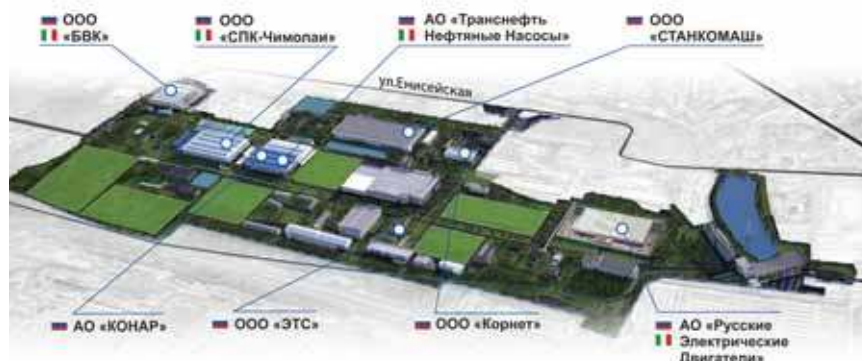 ООО
«БВК»
ООО
«СПК-Чимолаи»
АО «Транснефть
Нефтяные Насосы»
ООО
«СТАНКОМАШ»
ул.Енисейская
АО «КОНАР»
ООО «ЭТС»
ООО «Корнет»
АО «Русские
Электрические
Двигатели»